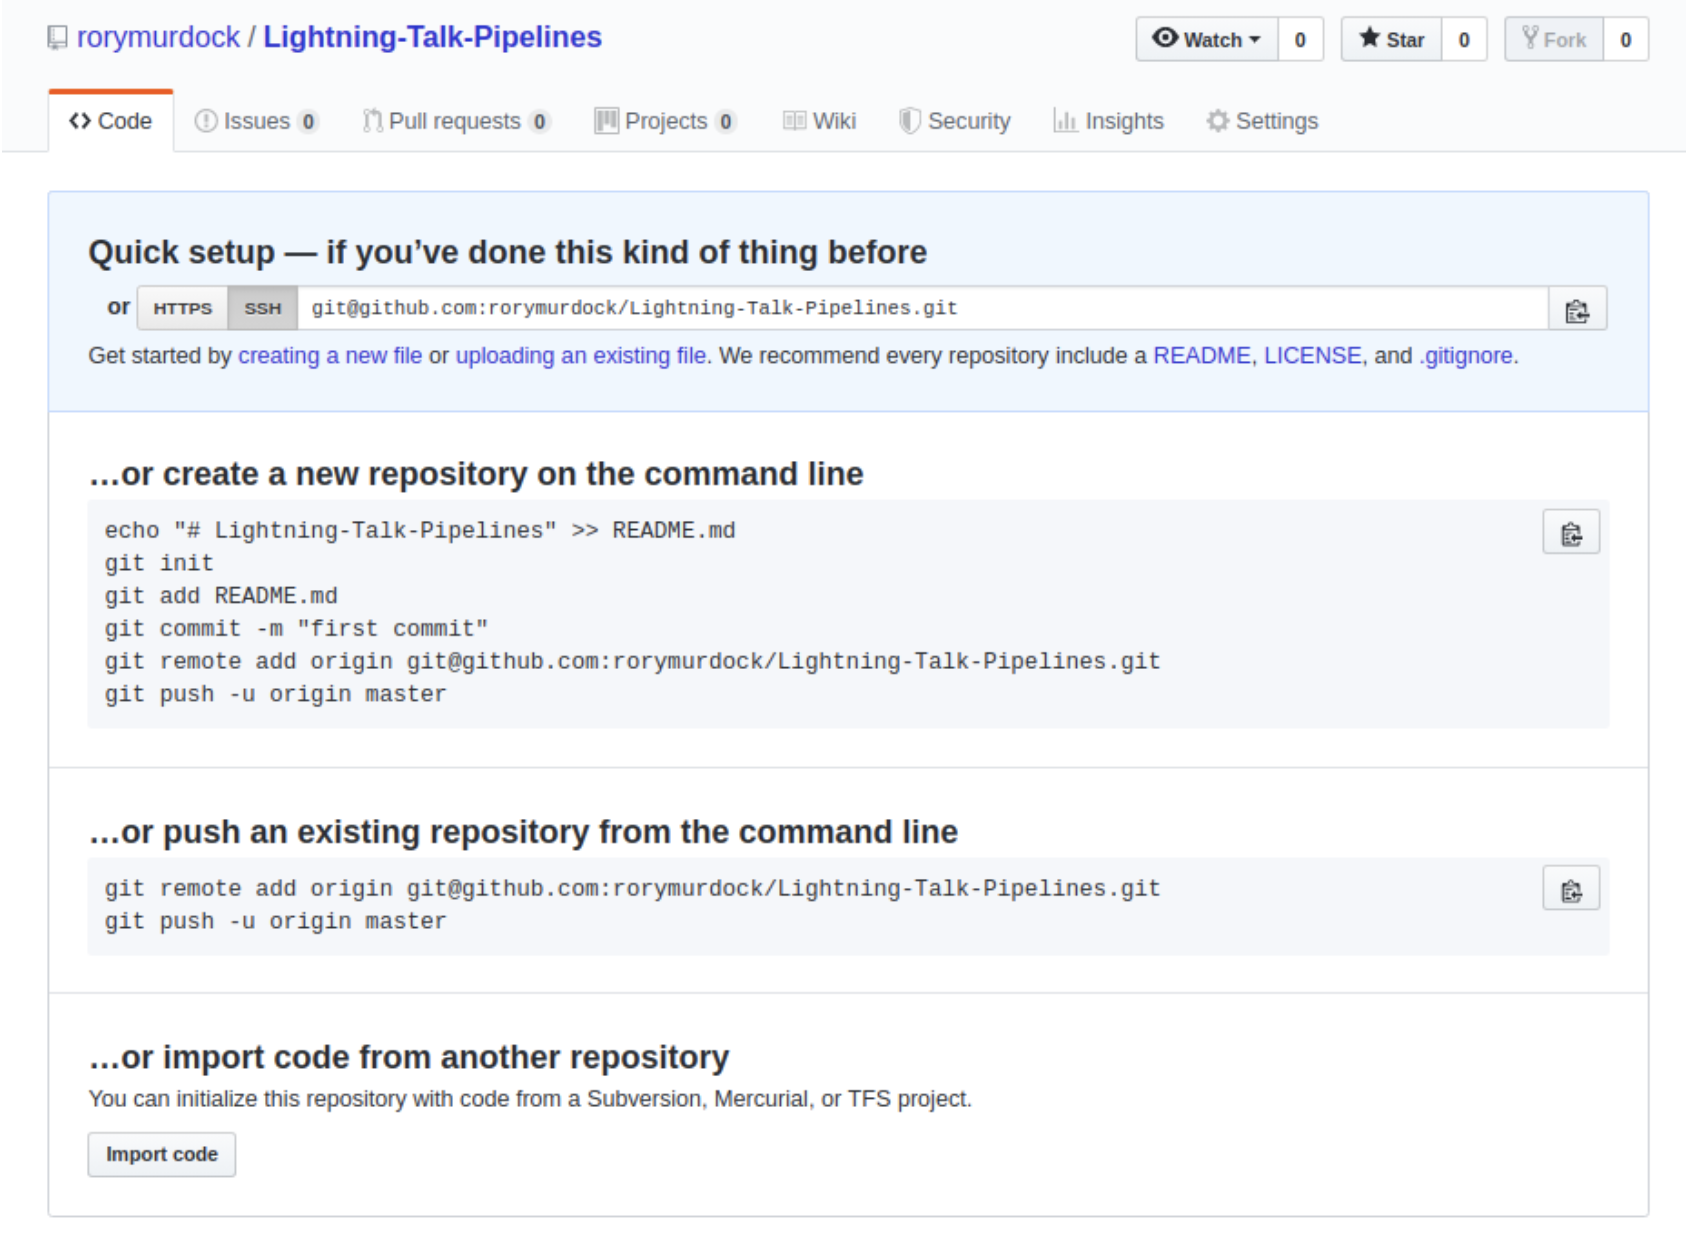 rorymurdock / Lightning-Talk-Pipelines
Watch 0 Star 0 Fork 0
Code Issues 0 Pull requests 0 Projects 0 Wiki Security Insights Settings
Quick setup — if you’ve done this kind of thing before
or HTTPS SSH git@github.com:rorymurdock/Lightning-Talk-Pipelines.git
Get started by creating a new file or uploading an existing file. We recommend every repository include a README, LICENSE, and .gitignore.
…or create a new repository on the command line
echo "# Lightning-Talk-Pipelines" >> README.md
git init
git add README.md
git commit -m "first commit"
git remote add origin git@github.com:rorymurdock/Lightning-Talk-Pipelines.git
git push -u origin master
…or push an existing repository from the command line
git remote add origin git@github.com:rorymurdock/Lightning-Talk-Pipelines.git
git push -u origin master
…or import code from another repository
You can initialize this repository with code from a Subversion, Mercurial, or TFS project.
Import code